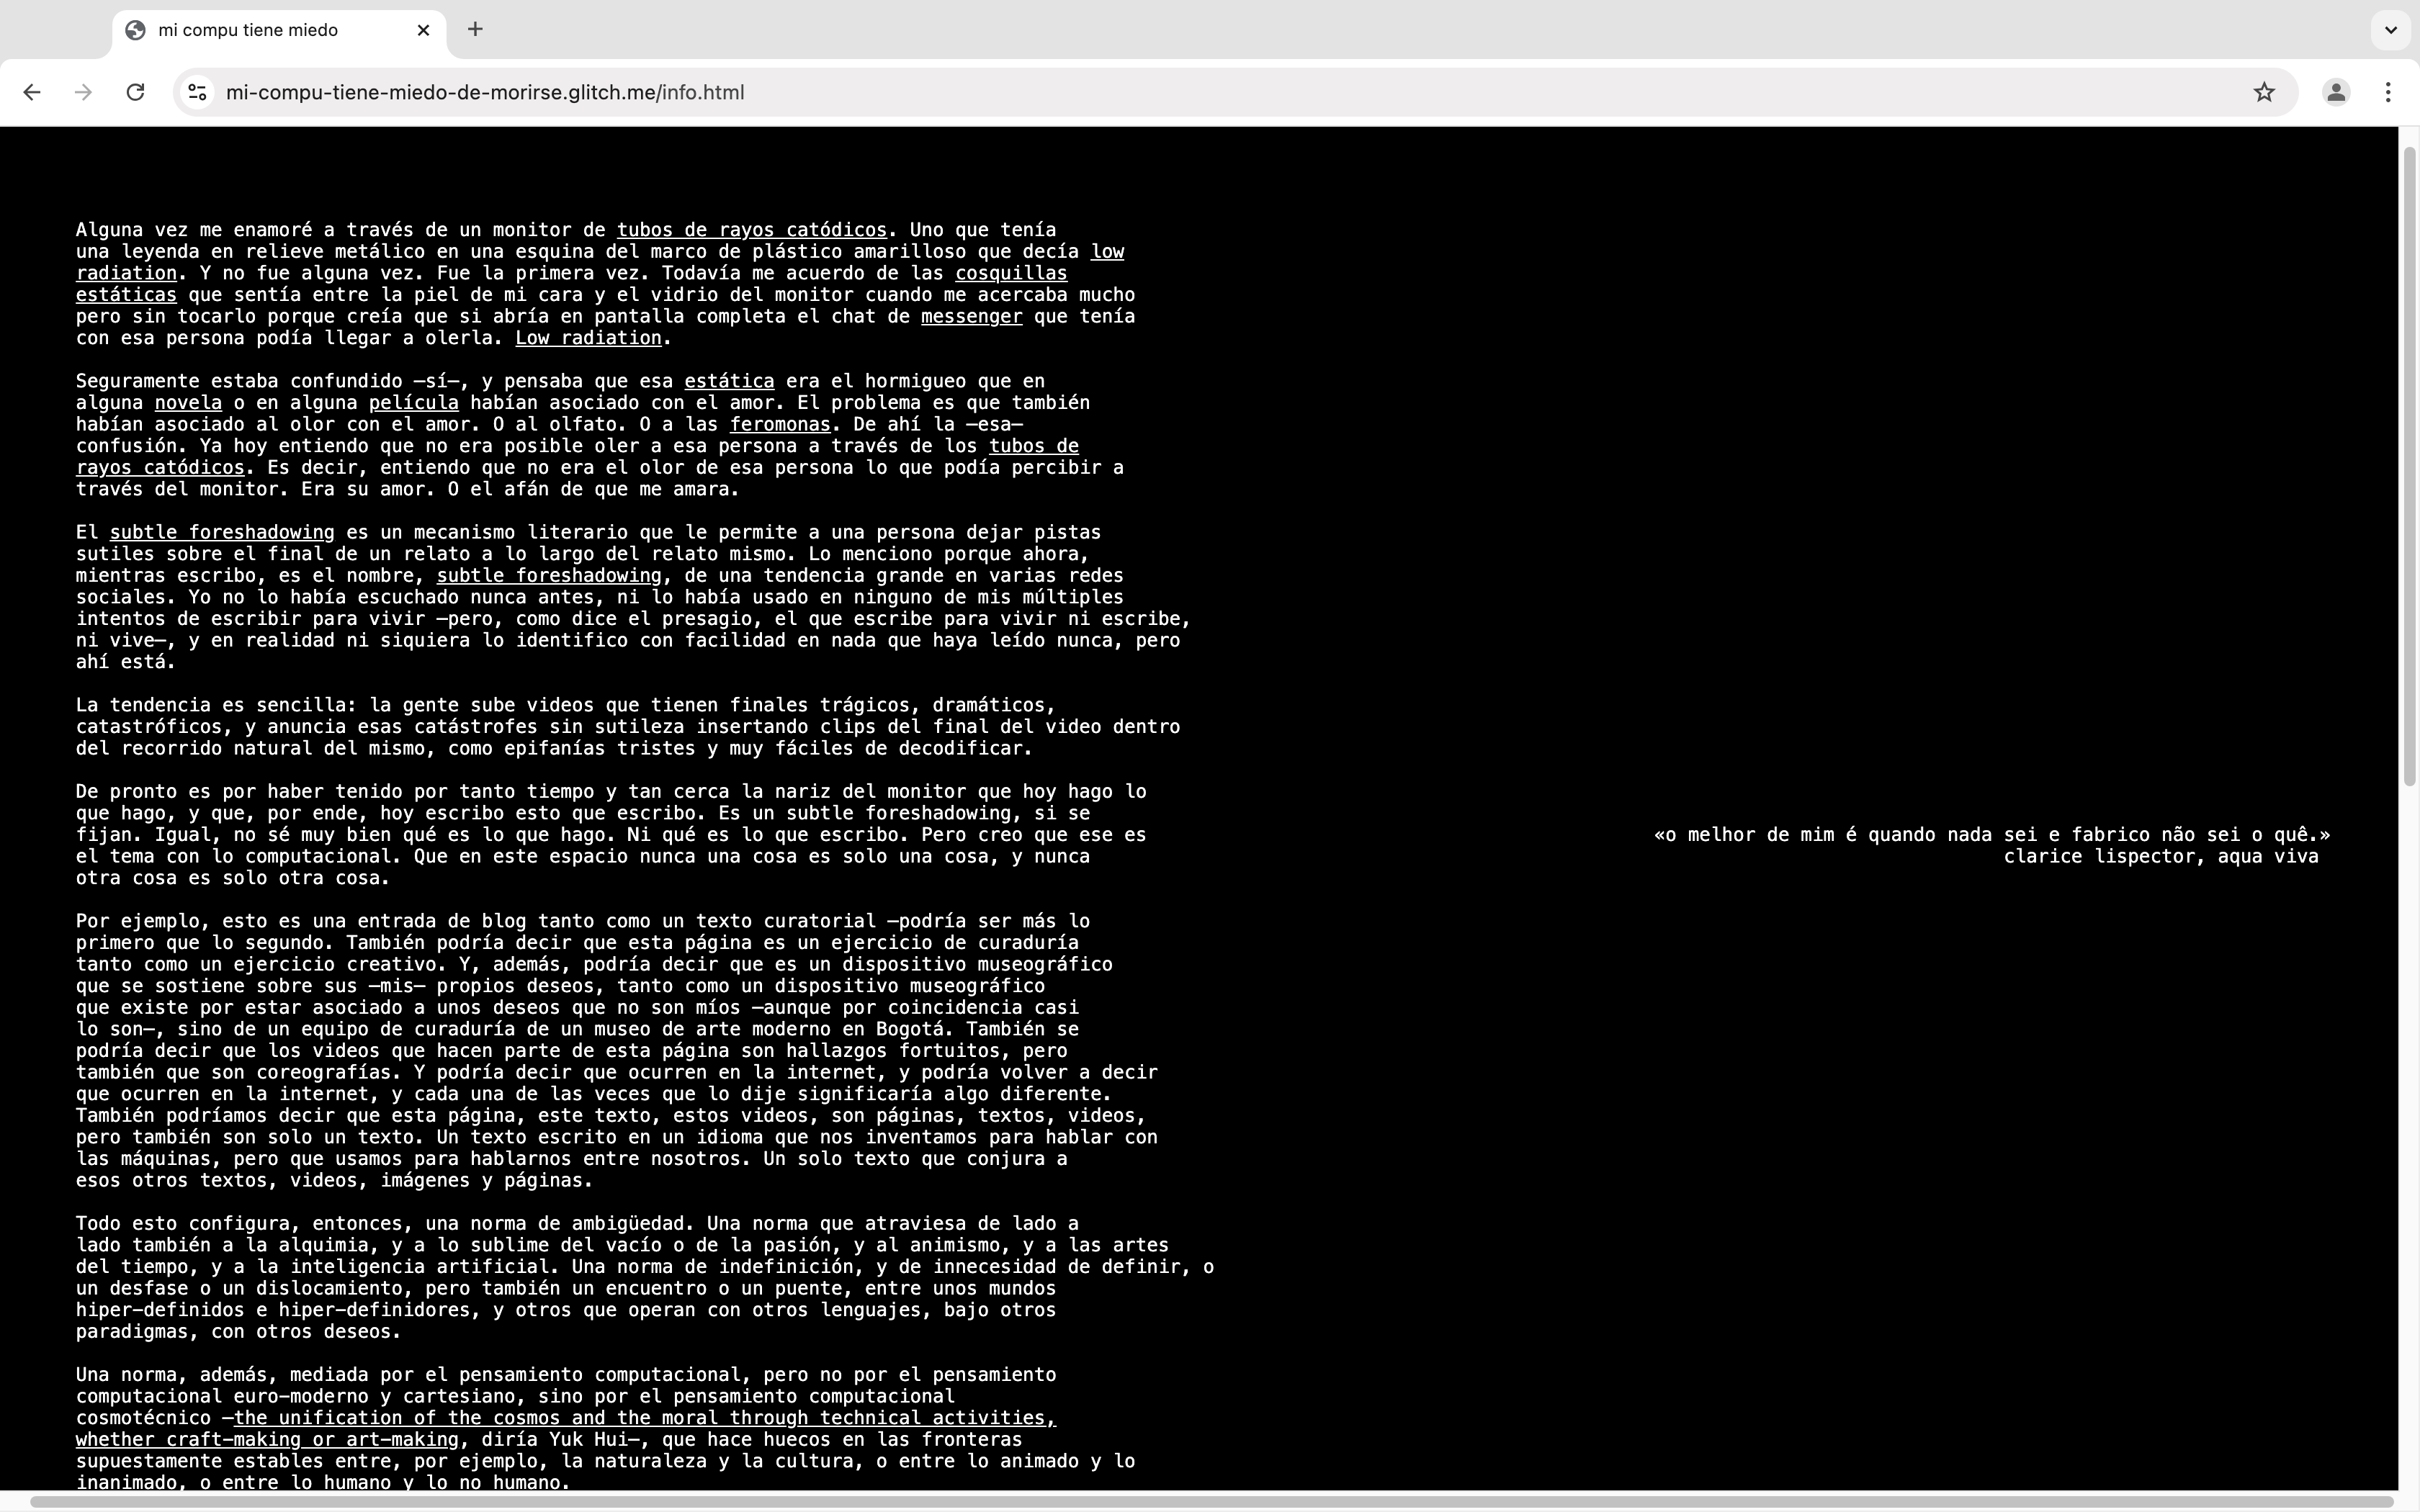 mi compu tiene miedo
mi-compu-tiene-miedo-de-morirse.glitch.me/info.html
Alguna vez me enamoré a través de un monitor de tubos de rayos catódicos. Uno que tenía
una leyenda en relieve metálico en una esquina del marco de plástico amarilloso que decía low
radiation. Y no fue alguna vez. Fue la primera vez. Todavía me acuerdo de las cosquillas
estáticas que sentía entre la piel de mi cara y el vidrio del monitor cuando me acercaba mucho
pero sin tocarlo porque creía que si abría en pantalla completa el chat de messenger que tenía
con esa persona podía llegar a olerla. Low radiation.
Seguramente estaba confundido —sí—, y pensaba que esa estática era el hormigueo que en
alguna novela o en alguna película habían asociado con el amor. El problema es que también
habían asociado al olor con el amor. O al olfato. O a las feromonas. De ahí la —esa—
confusión. Ya hoy entiendo que no era posible oler a esa persona a través de los tubos de
rayos catódicos. Es decir, entiendo que no era el olor de esa persona lo que podía percibir a
través del monitor. Era su amor. O el afán de que me amara.
El subtle foreshadowing es un mecanismo literario que le permite a una persona dejar pistas
sutiles sobre el final de un relato a lo largo del relato mismo. Lo menciono porque ahora,
mientras escribo, es el nombre, subtle foreshadowing, de una tendencia grande en varias redes
sociales. Yo no lo había escuchado nunca antes, ni lo había usado en ninguno de mis múltiples
intentos de escribir para vivir —pero, como dice el presagio, el que escribe para vivir ni escribe,
ni vive—, y en realidad ni siquiera lo identifico con facilidad en nada que haya leído nunca, pero
ahí está.
La tendencia es sencilla: la gente sube videos que tienen finales trágicos, dramáticos,
catastróficos, y anuncia esas catástrofes sin sutileza insertando clips del final del video dentro
del recorrido natural del mismo, como epifanías tristes y muy fáciles de decodificar.
De pronto es por haber tenido por tanto tiempo y tan cerca la nariz del monitor que hoy hago lo
que hago, y que, por ende, hoy escribo esto que escribo. Es un subtle foreshadowing, si se
fijan. Igual, no sé muy bien qué es lo que hago. Ni qué es lo que escribo. Pero creo que ese es
el tema con lo computacional. Que en este espacio nunca una cosa es solo una cosa, y nunca
otra cosa es solo otra cosa.
«o melhor de mim é quando nada sei e fabrico não sei o quê.»
clarice lispector, aqua viva
Por ejemplo, esto es una entrada de blog tanto como un texto curatorial —podría ser más lo
primero que lo segundo. También podría decir que esta página es un ejercicio de curaduría
tanto como un ejercicio creativo. Y, además, podría decir que es un dispositivo museográfico
que se sostiene sobre sus —mis— propios deseos, tanto como un dispositivo museográfico
que existe por estar asociado a unos deseos que no son míos —aunque por coincidencia casi
lo son—, sino de un equipo de curaduría de un museo de arte moderno en Bogotá. También se
podría decir que los videos que hacen parte de esta página son hallazgos fortuitos, pero
también que son coreografías. Y podría decir que ocurren en la internet, y podría volver a decir
que ocurren en la internet, y cada una de las veces que lo dije significaría algo diferente.
También podríamos decir que esta página, este texto, estos videos, son páginas, textos, videos,
pero también son solo un texto. Un texto escrito en un idioma que nos inventamos para hablar con
las máquinas, pero que usamos para hablarnos entre nosotros. Un solo texto que conjura a
esos otros textos, videos, imágenes y páginas.
Todo esto configura, entonces, una norma de ambigüedad. Una norma que atraviesa de lado a
lado también a la alquimia, y a lo sublime del vacío o de la pasión, y al animismo, y a las artes
del tiempo, y a la inteligencia artificial. Una norma de indefinición, y de innecesidad de definir, o
un desfase o un dislocamiento, pero también un encuentro o un puente, entre unos mundos
hiper-definidos e hiper-definidores, y otros que operan con otros lenguajes, bajo otros
paradigmas, con otros deseos.
Una norma, además, mediada por el pensamiento computacional, pero no por el pensamiento
computacional euro-moderno y cartesiano, sino por el pensamiento computacional
cosmotécnico —the unification of the cosmos and the moral through technical activities,
whether craft-making or art-making, diría Yuk Hui—, que hace huecos en las fronteras
supuestamente estables entre, por ejemplo, la naturaleza y la cultura, o entre lo animado y lo
inanimado, o entre lo humano y lo no humano.